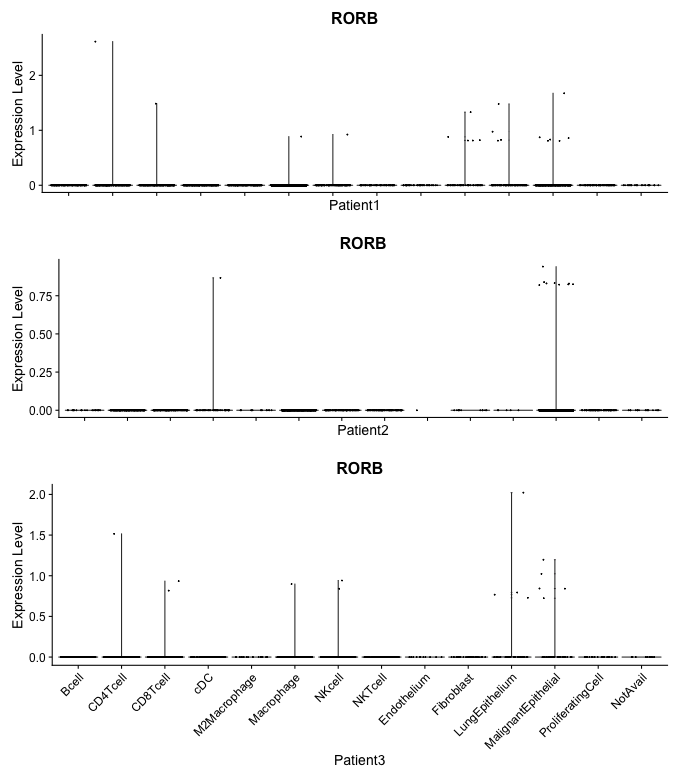 RORB
Expression Level
2
1
0
Patient1
RORB
Expression Level
0.75
0.50
0.25
0.00
Patient2
RORB
Expression Level
2.0
1.5
1.0
0.5
0.0
Bcell
CD4Tcell
CD8Tcell
cDC
M2Macrophage
Macrophage
NKcell
NKTcell
Endothelium
Fibroblast
LungEpithelium
MalignantEpithelial
ProliferatingCell
NotAvail
Patient3